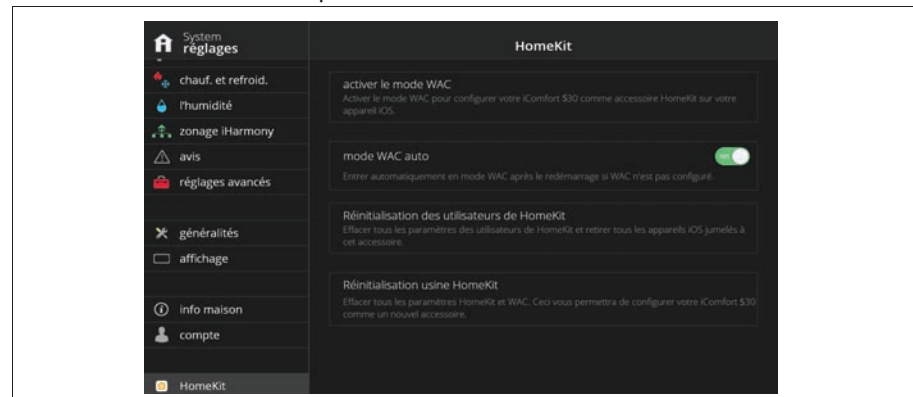 System
réglages
HomeKit
chauf. et refroid.
l'humidité
zonage iHarmony
avis
réglages avancés
généralités
affichage
info maison
compte
HomeKit
activer le mode WAC
Activer le mode WAC pour configurer votre iComfort S30 comme accessoire HomeKit sur votre
appareil iOS.
mode WAC auto
on
Entrer automatiquement en mode WAC après le redémarrage si WAC n'est pas configuré.
Réinitialisation des utilisateurs de HomeKit
Effacer tous les paramètres des utilisateurs de HomeKit et retirer tous les appareils iOS jumelés à
cet accessoire.
Réinitialisation usine HomeKit
Effacer tous les paramètres HomeKit et WAC. Ceci vous permettra de configurer votre iComfort S30
comme un nouvel accessoire.